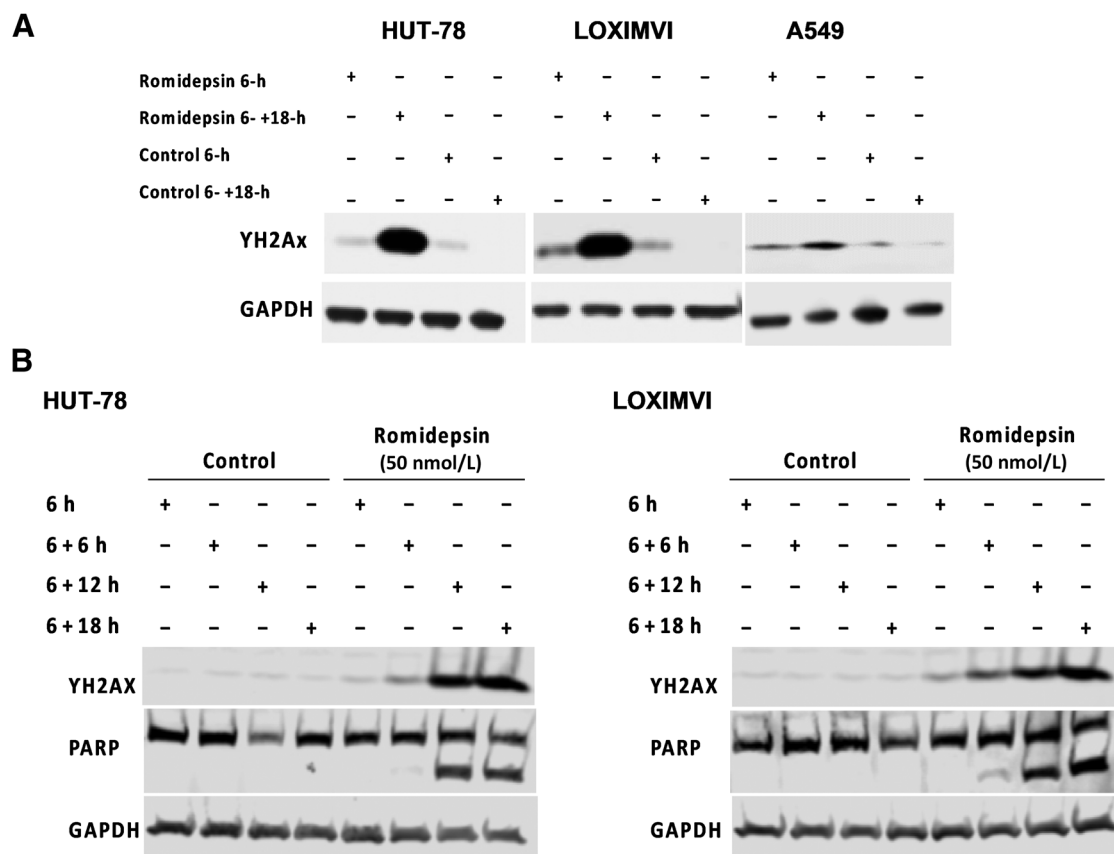 A
HUT-78 LOXIMVI A549
Romidepsin 6-h + – – – + – – – + – – –
Romidepsin 6- +18-h – + – – – + – – – + – –
Control 6-h – – + – – – + – – – + –
Control 6- +18-h – – – + – – – + – – – +
YH2Ax
GAPDH
B
HUT-78
Control Romidepsin
(50 nmol/L)
6 h + – – – + – – –
6 + 6 h – + – – – + – –
6 + 12 h – – + – – – + –
6 + 18 h – – – + – – – +
YH2AX
PARP
GAPDH
LOXIMVI
Control Romidepsin
(50 nmol/L)
6 h + – – – + – – –
6 + 6 h – + – – – + – –
6 + 12 h – – + – – – + –
6 + 18 h – – – + – – – +
YH2AX
PARP
GAPDH